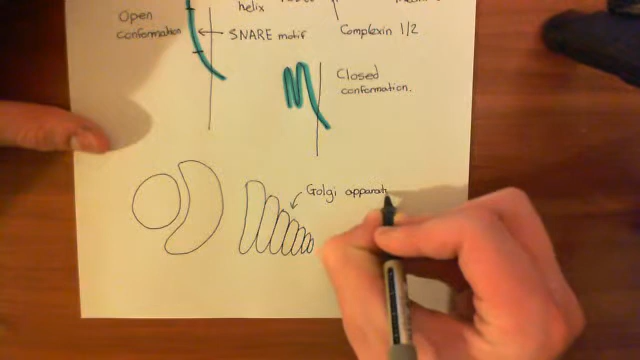 helix
Open
conformation
SNARE motif
Complexin 1/2
Closed
conformation.
Golgi apparat